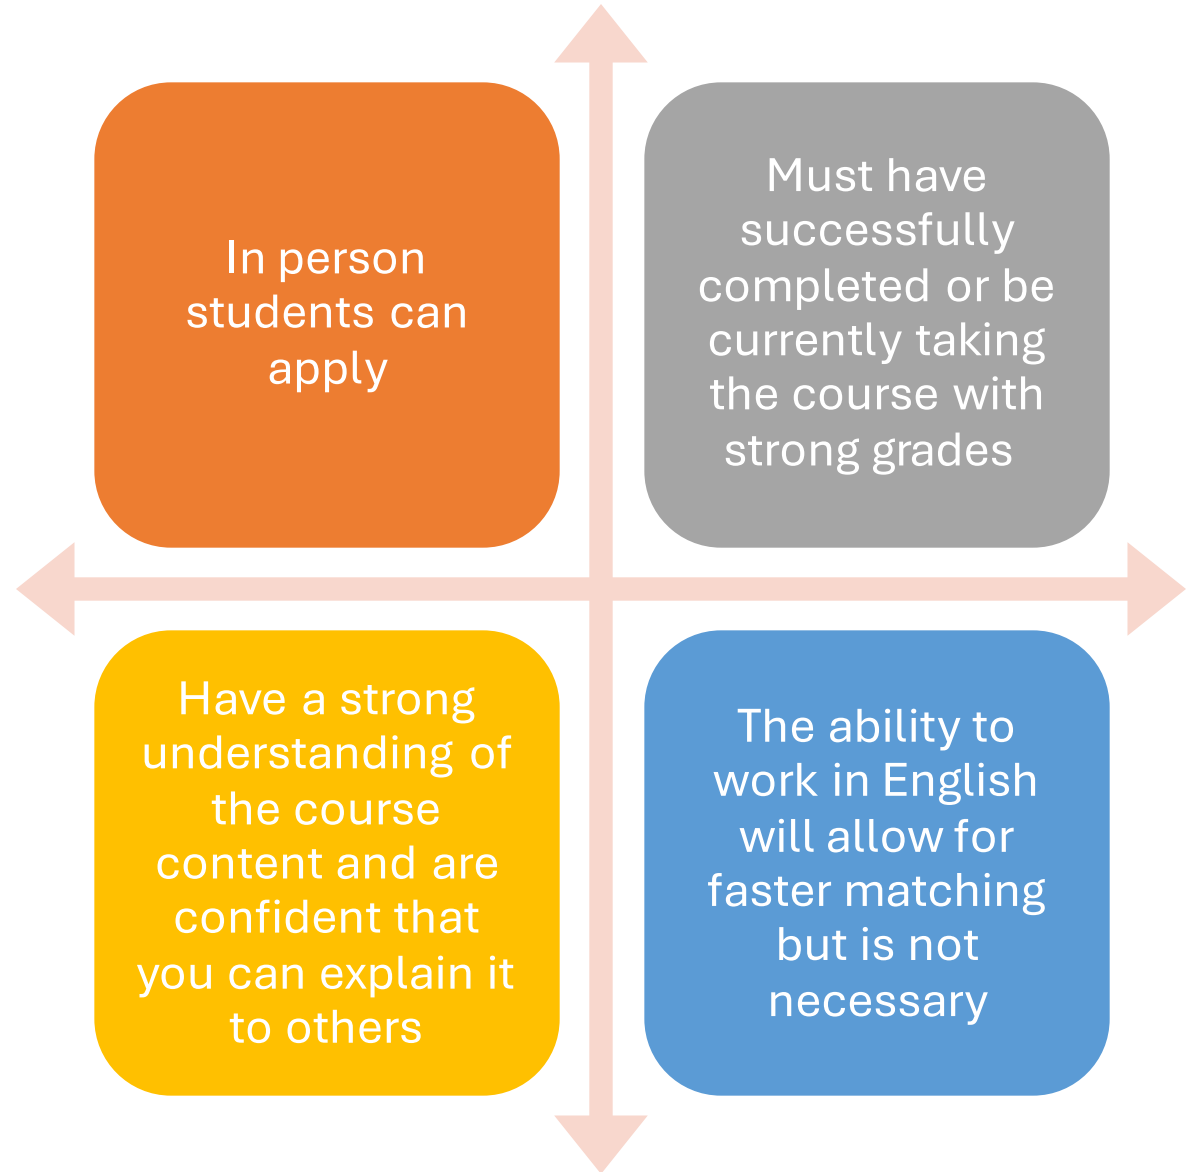 In person
students can
apply
Must have
successfully
completed or be
currently taking
the course with
strong grades
Have a strong
understanding of
the course
content and are
confident that
you can explain it
to others
The ability to
work in English
will allow for
faster matching
but is not
necessary